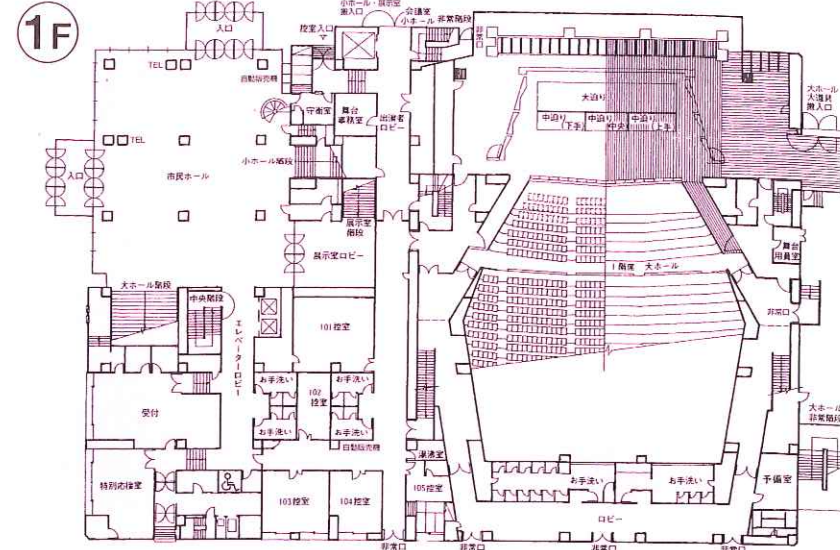 1F
入口
TEL
自動販売機
控室入口
小ホール・展示室
搬入口
会議室
小ホール
非常階段
非常口
守衛室
舞台
事務室
出演者
ロビー
大迫り
中迫り
(下手)
中迫り
中央
中迫り
(上手)
大ホール
大道具
搬入口
TEL
入口
市民ホール
小ホール階段
展示室
階段
展示室ロビー
1階席 大ホール
舞台
用員室
非常口
大ホール階段
中央階段
エレベーターロビー
101控室
お手洗い
お手洗い
102
控室
お手洗い
お手洗い
自動販売機
受付
特別応接室
103控室
104控室
湯沸室
105控室
お手洗い
お手洗い
ロビー
予備室
大ホール
非常階段
非常口
非常口
非常口
非常口